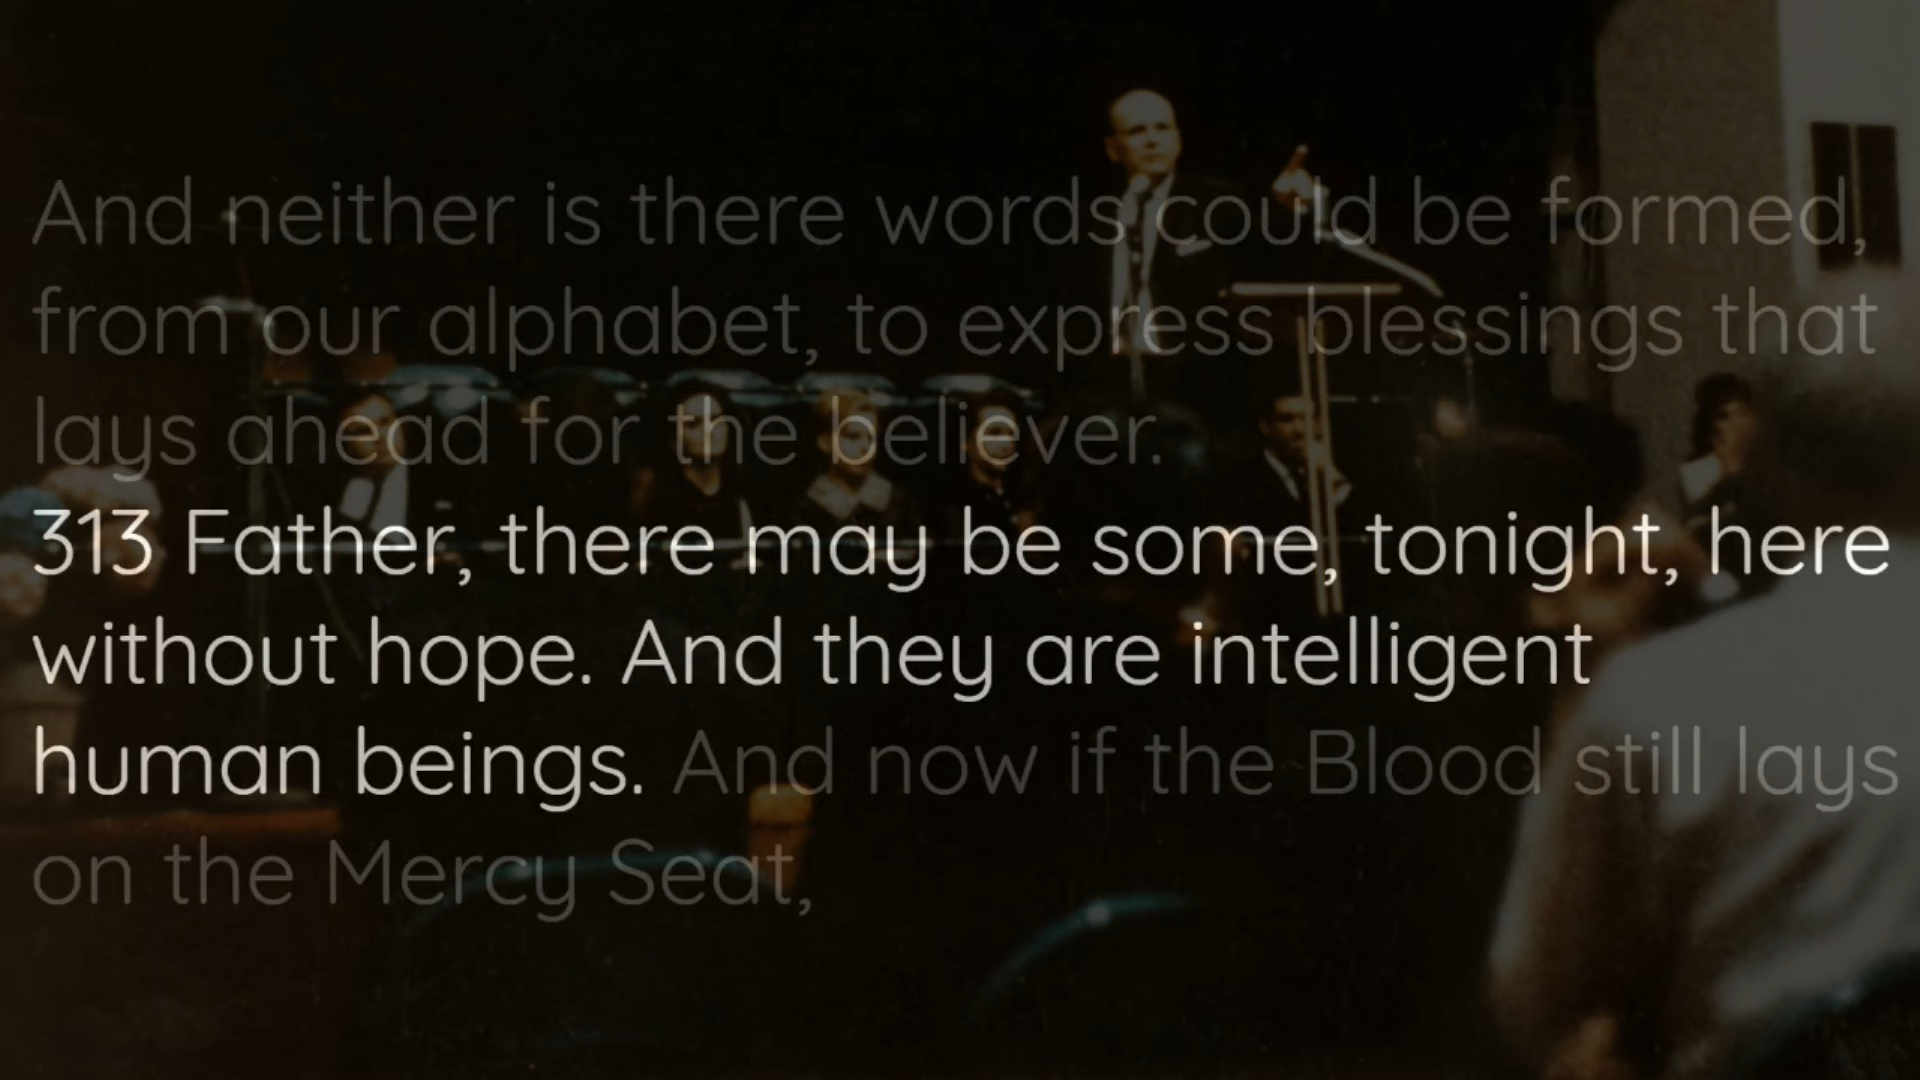 And neither is there words could be formed,
from our alphabet, to express blessings that
lays ahead for the believer.
313 Father, there may be some, tonight, here
without hope. And they are intelligent
human beings. And now if the Blood still lays
on the Mercy Seat,